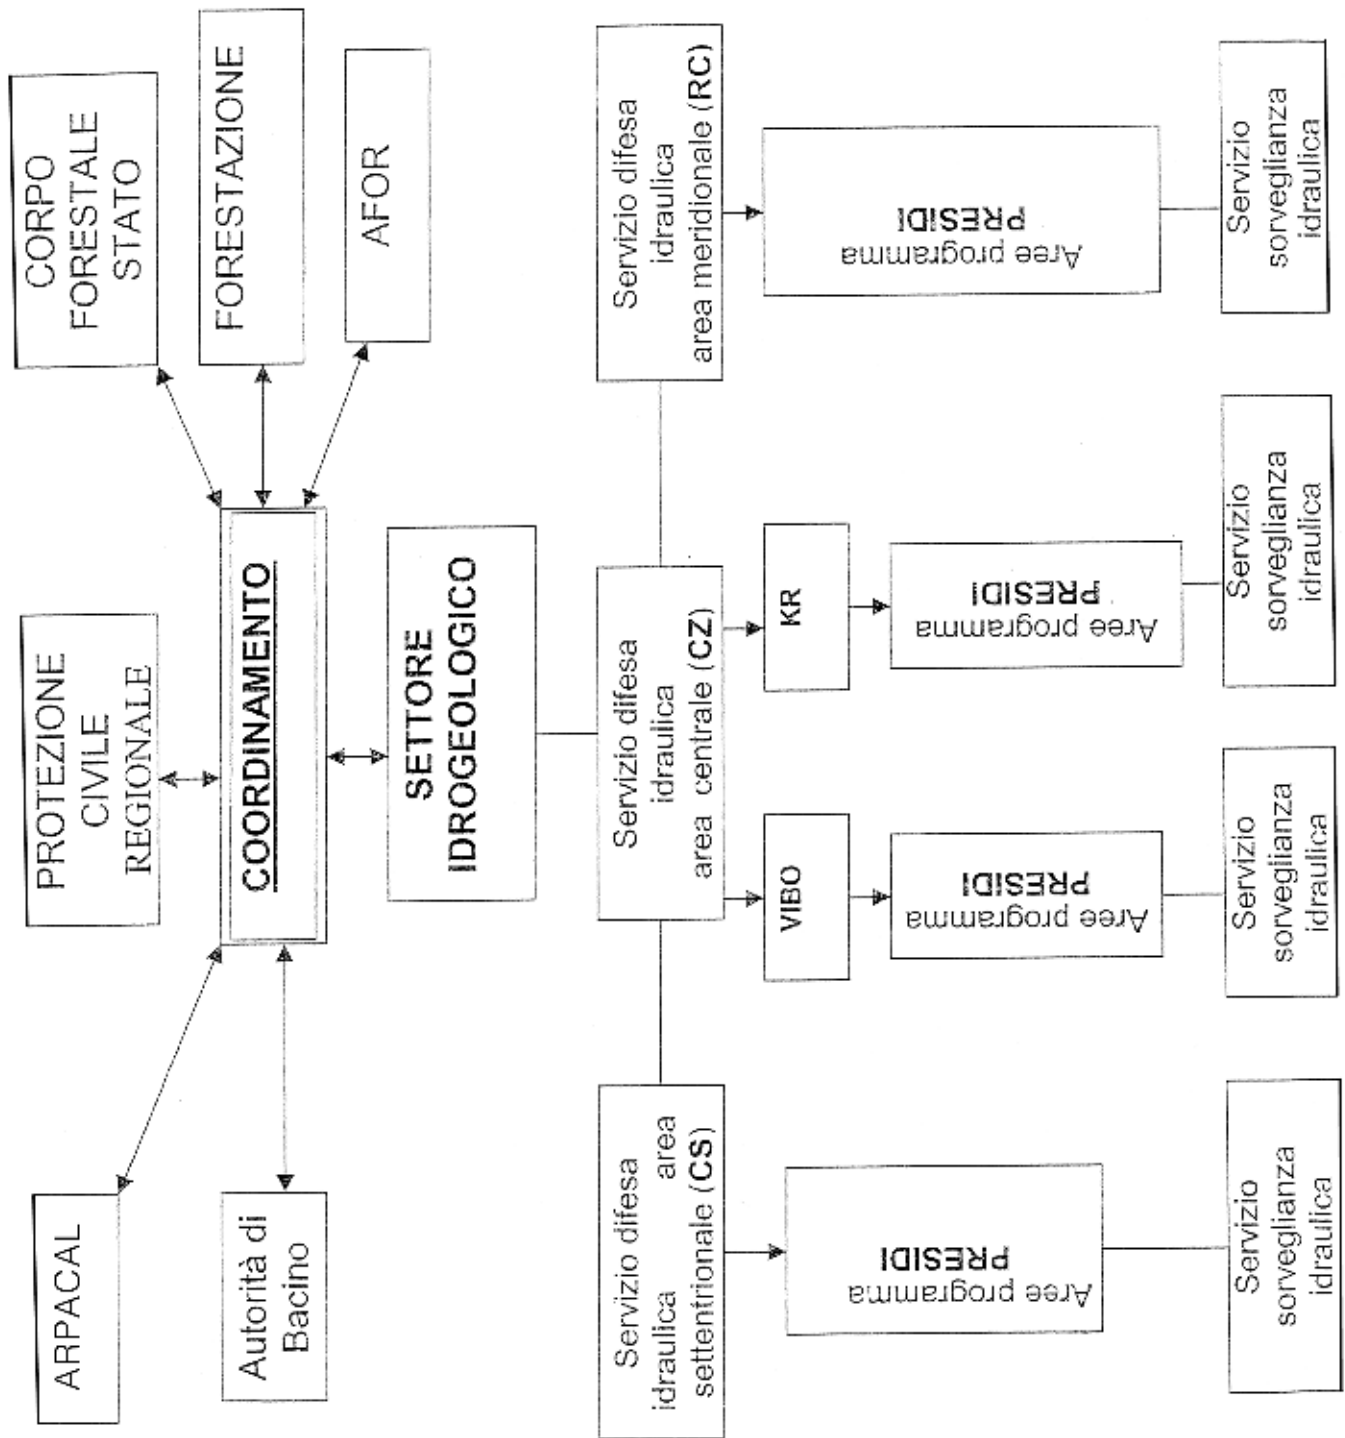 ARPACAL
PROTEZIONE
CIVILE
REGIONALE
CORPO
FORESTALE
STATO
Autorità di
Bacino
COORDINAMENTO
FORESTAZIONE
AFOR
SETTORE
IDROGEOLOGICO
Servizio difesa
idraulica area
settentrionale (CS)
Servizio difesa
idraulica
area centrale (CZ)
Servizio difesa
idraulica
area meridionale (RC)
VIBO
KR
Aree programma
PRESIDI
Aree programma
PRESIDI
Aree programma
PRESIDI
Aree programma
PRESIDI
Servizio
sorveglianza
idraulica
Servizio
sorveglianza
idraulica
Servizio
sorveglianza
idraulica
Servizio
sorveglianza
idraulica